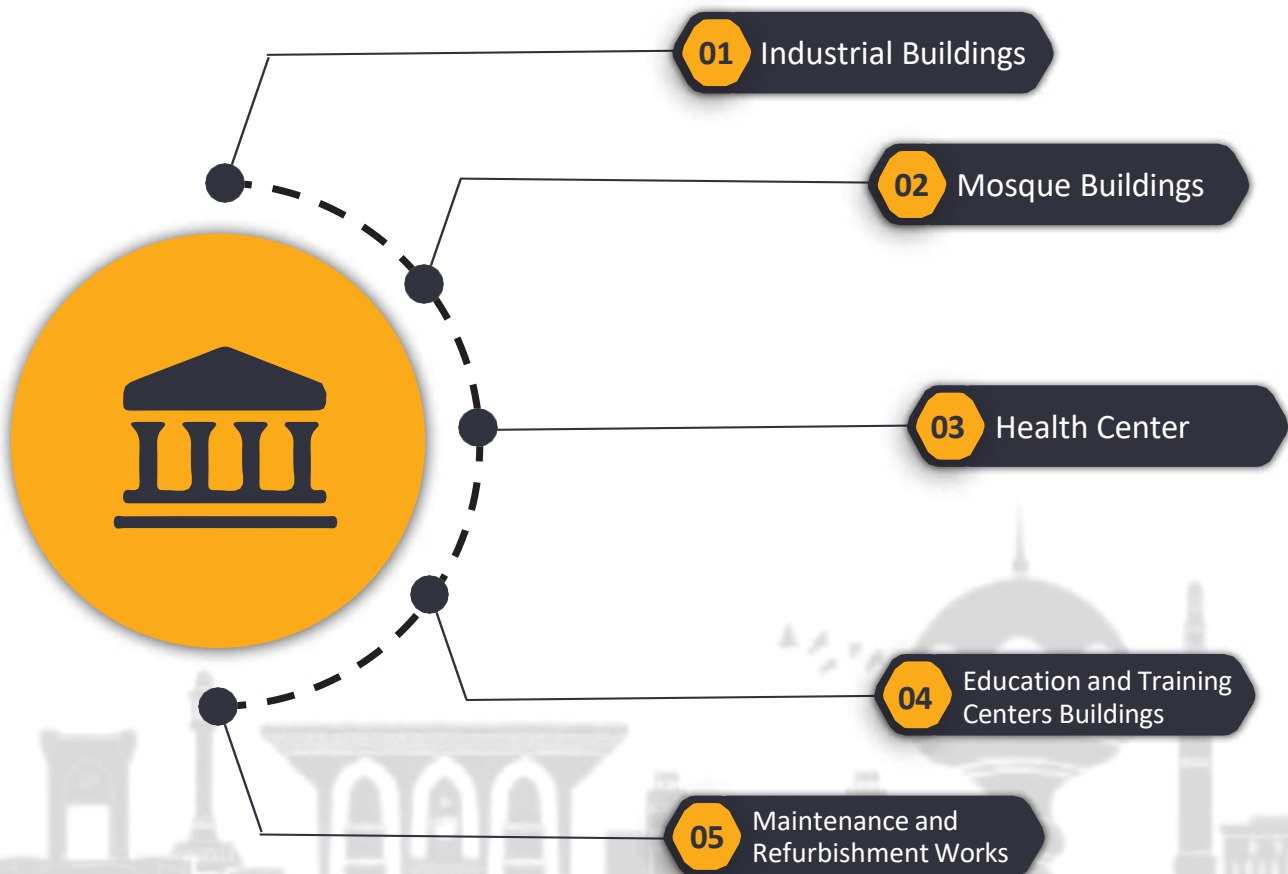 01 Industrial Buildings
02 Mosque Buildings
03 Health Center
04 Education and Training
Centers Buildings
05 Maintenance and
Refurbishment Works